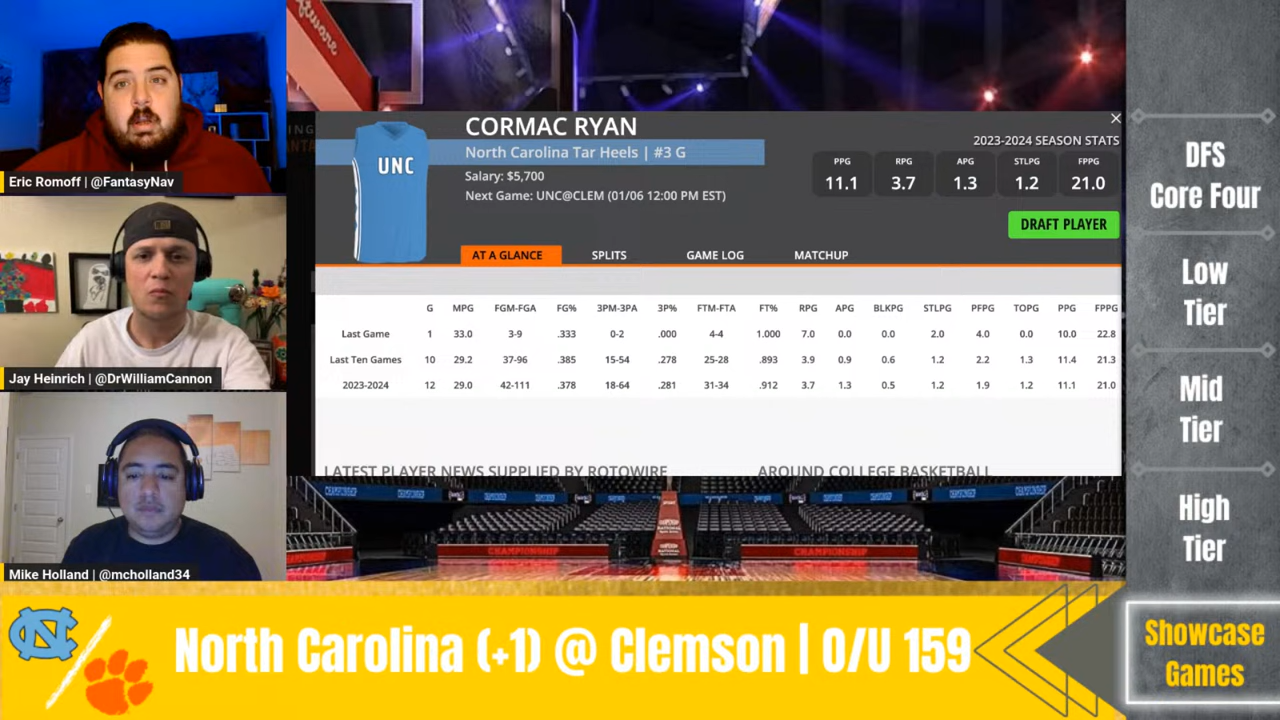 Eric Romoff | @FantasyNav
Jay Heinrich | @DrWilliamCannon
Mike Holland | @mcholland34
UNC
CORMAC RYAN
North Carolina Tar Heels | #3 G
Salary: $5,700
Next Game: UNC@CLEM (01/06 12:00 PM EST)
2023-2024 SEASON STATS
PPG RPG APG STLPG FPPG
11.1 3.7 1.3 1.2 21.0
DRAFT PLAYER
AT A GLANCE SPLITS GAME LOG MATCHUP
G MPG FGM-FGA FG% 3PM-3PA 3P% FTM-FTA FT% RPG APG BLKPG STLPG PFPG TOPG PPG FPPG
Last Game 1 33.0 3-9 .333 0-2 .000 4-4 1.000 7.0 0.0 0.0 2.0 4.0 0.0 10.0 22.8
Last Ten Games 10 29.2 37-96 .385 15-54 .278 25-28 .893 3.9 0.9 0.6 1.2 2.2 1.3 11.4 21.3
2023-2024 12 29.0 42-111 .378 18-64 .281 31-34 .912 3.7 1.3 0.5 1.2 1.9 1.2 11.1 21.0
LATEST PLAYER NEWS SUPPLIED BY ROTOWIRE AROUND COLLEGE BASKETBALL
CHAMPIONSHIP
CHAMPIONSHIP
DFS
Core Four
Low
Tier
Mid
Tier
High
Tier
Showcase
Games
NC
North Carolina (+1) @ Clemson | O/U 159